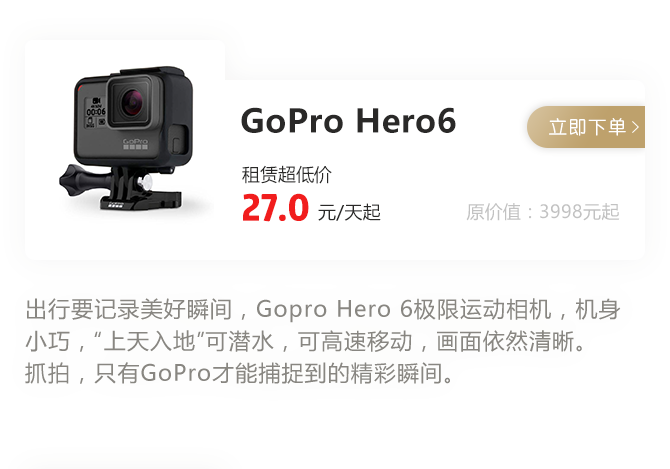 GoPro Hero6
立即下单
租赁超低价
27.0 元/天起
原价值：3998元起
00:06
GoPro
出行要记录美好瞬间，Gopro Hero 6极限运动相机，机身
小巧，“上天入地”可潜水，可高速移动，画面依然清晰。
抓拍，只有GoPro才能捕捉到的精彩瞬间。